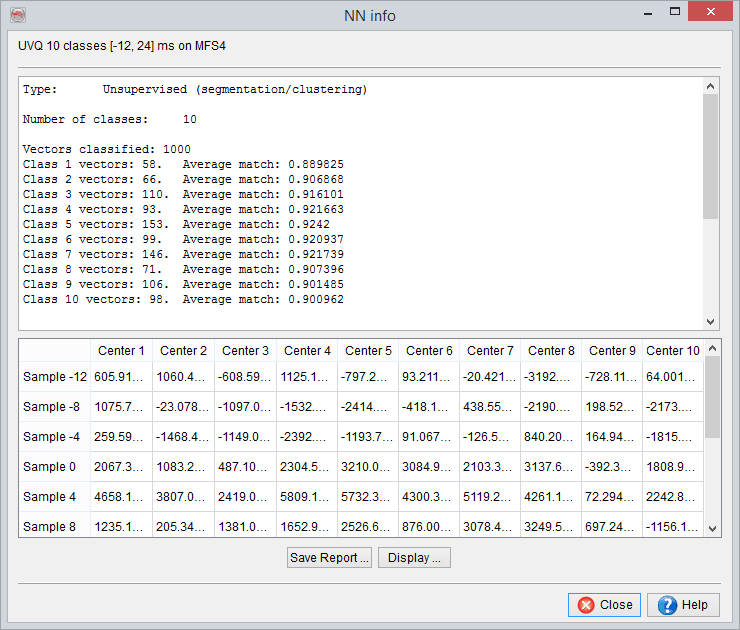 NN info
UVQ 10 classes [-12, 24] ms on MFS4
Type: Unsupervised (segmentation/clustering)
Number of classes: 10
Vectors classified: 1000
Class 1 vectors: 58. Average match: 0.889825
Class 2 vectors: 66. Average match: 0.906868
Class 3 vectors: 110. Average match: 0.916101
Class 4 vectors: 93. Average match: 0.921663
Class 5 vectors: 153. Average match: 0.9242
Class 6 vectors: 99. Average match: 0.920937
Class 7 vectors: 146. Average match: 0.921739
Class 8 vectors: 71. Average match: 0.907396
Class 9 vectors: 106. Average match: 0.901485
Class 10 vectors: 98. Average match: 0.900962
Center 1 Center 2 Center 3 Center 4 Center 5 Center 6 Center 7 Center 8 Center 9 Center 10
Sample -12 605.91... 1060.4... -608.59... 1125.1... -797.2... 93.211... -20.421... -3192.... -728.11... 64.001...
Sample -8 1075.7... -23.078... -1097.0... -1532.... -2414.... -418.1... 438.55... -2190.... 198.52... -2173....
Sample -4 259.59... -1468.4... -1149.0... -2392.... -1193.7... 91.067... -126.5... 840.20... 164.94... -1815....
Sample 0 2067.3... 1083.2... 487.10... 2304.5... 3210.0... 3084.9... 2103.3... 3137.6... -392.3... 1808.9...
Sample 4 4658.1... 3807.0... 2419.0... 5809.1... 5732.3... 4300.3... 5119.2... 4261.1... 72.294... 2242.8...
Sample 8 1235.1... 205.34... 1381.0... 1652.9... 2526.6... 876.00... 3078.4... 3249.5... 697.24... -1156.1...
Save Report ... Display ...
Close Help